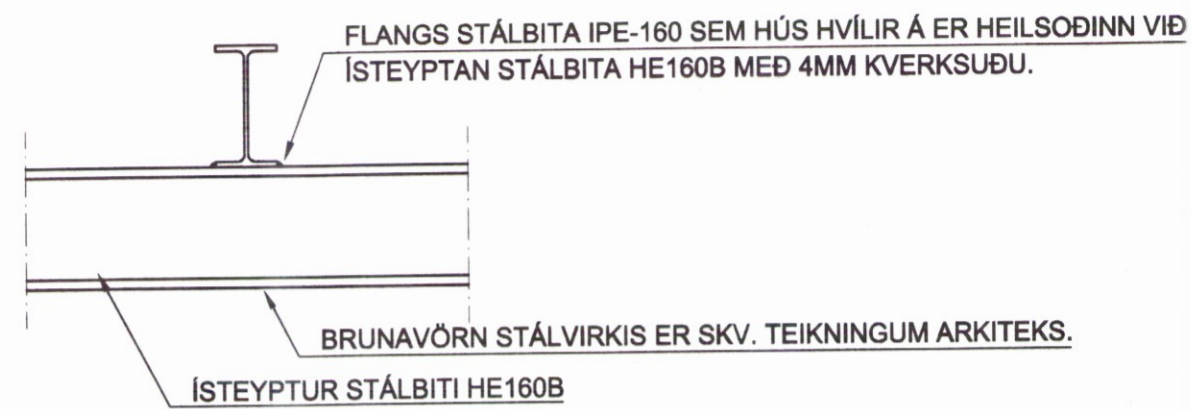 FLANGS STÁLBITA IPE-160 SEM HÚS HVÍLIR Á ER HEILSOÐINN VIÐ
ÍSTEYPTAN STÁLBITA HE160B MEÐ 4MM KVERKSUÐU.
BRUNAVÖRN STÁLVIRKIS ER SKV. TEIKNINGUM ARKITEKS.
ÍSTEYPTUR STÁLBITI HE160B